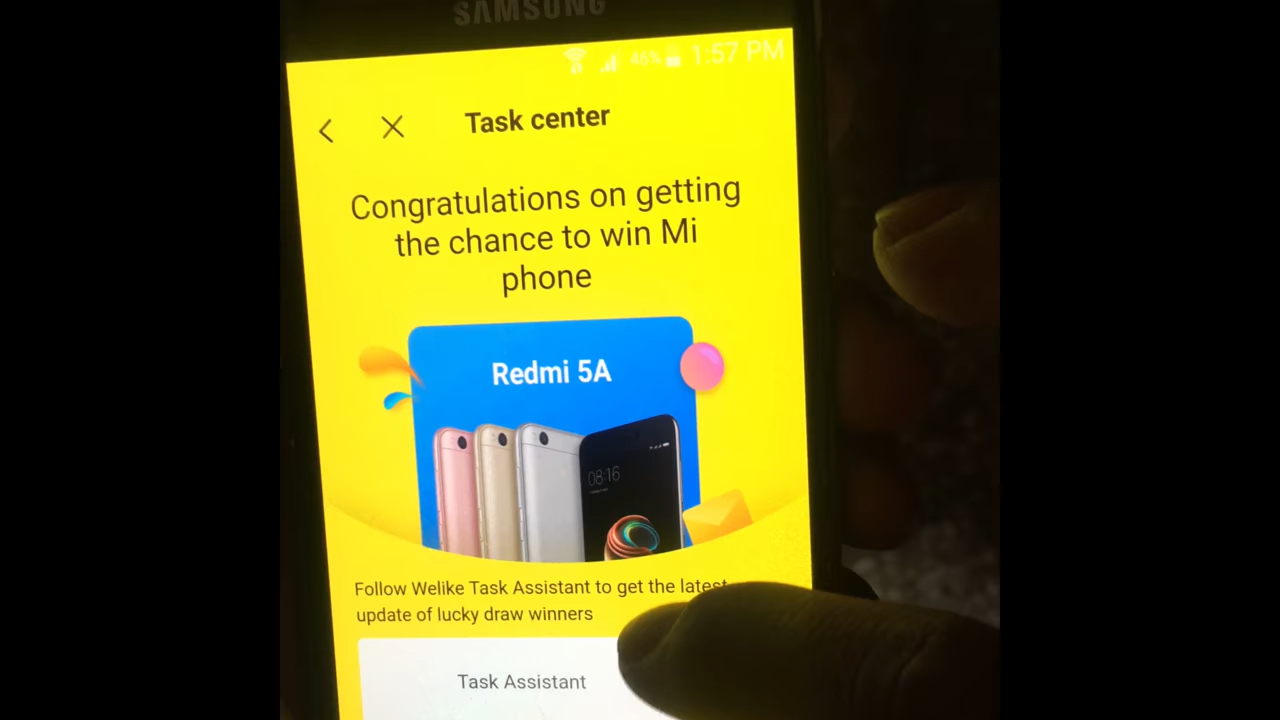 SAMSUNG
46% 1:57 PM
Task center
Congratulations on getting
the chance to win Mi
phone
Redmi 5A
08:16
Follow Welike Task Assistant to get the latest
update of lucky draw winners
Task Assistant